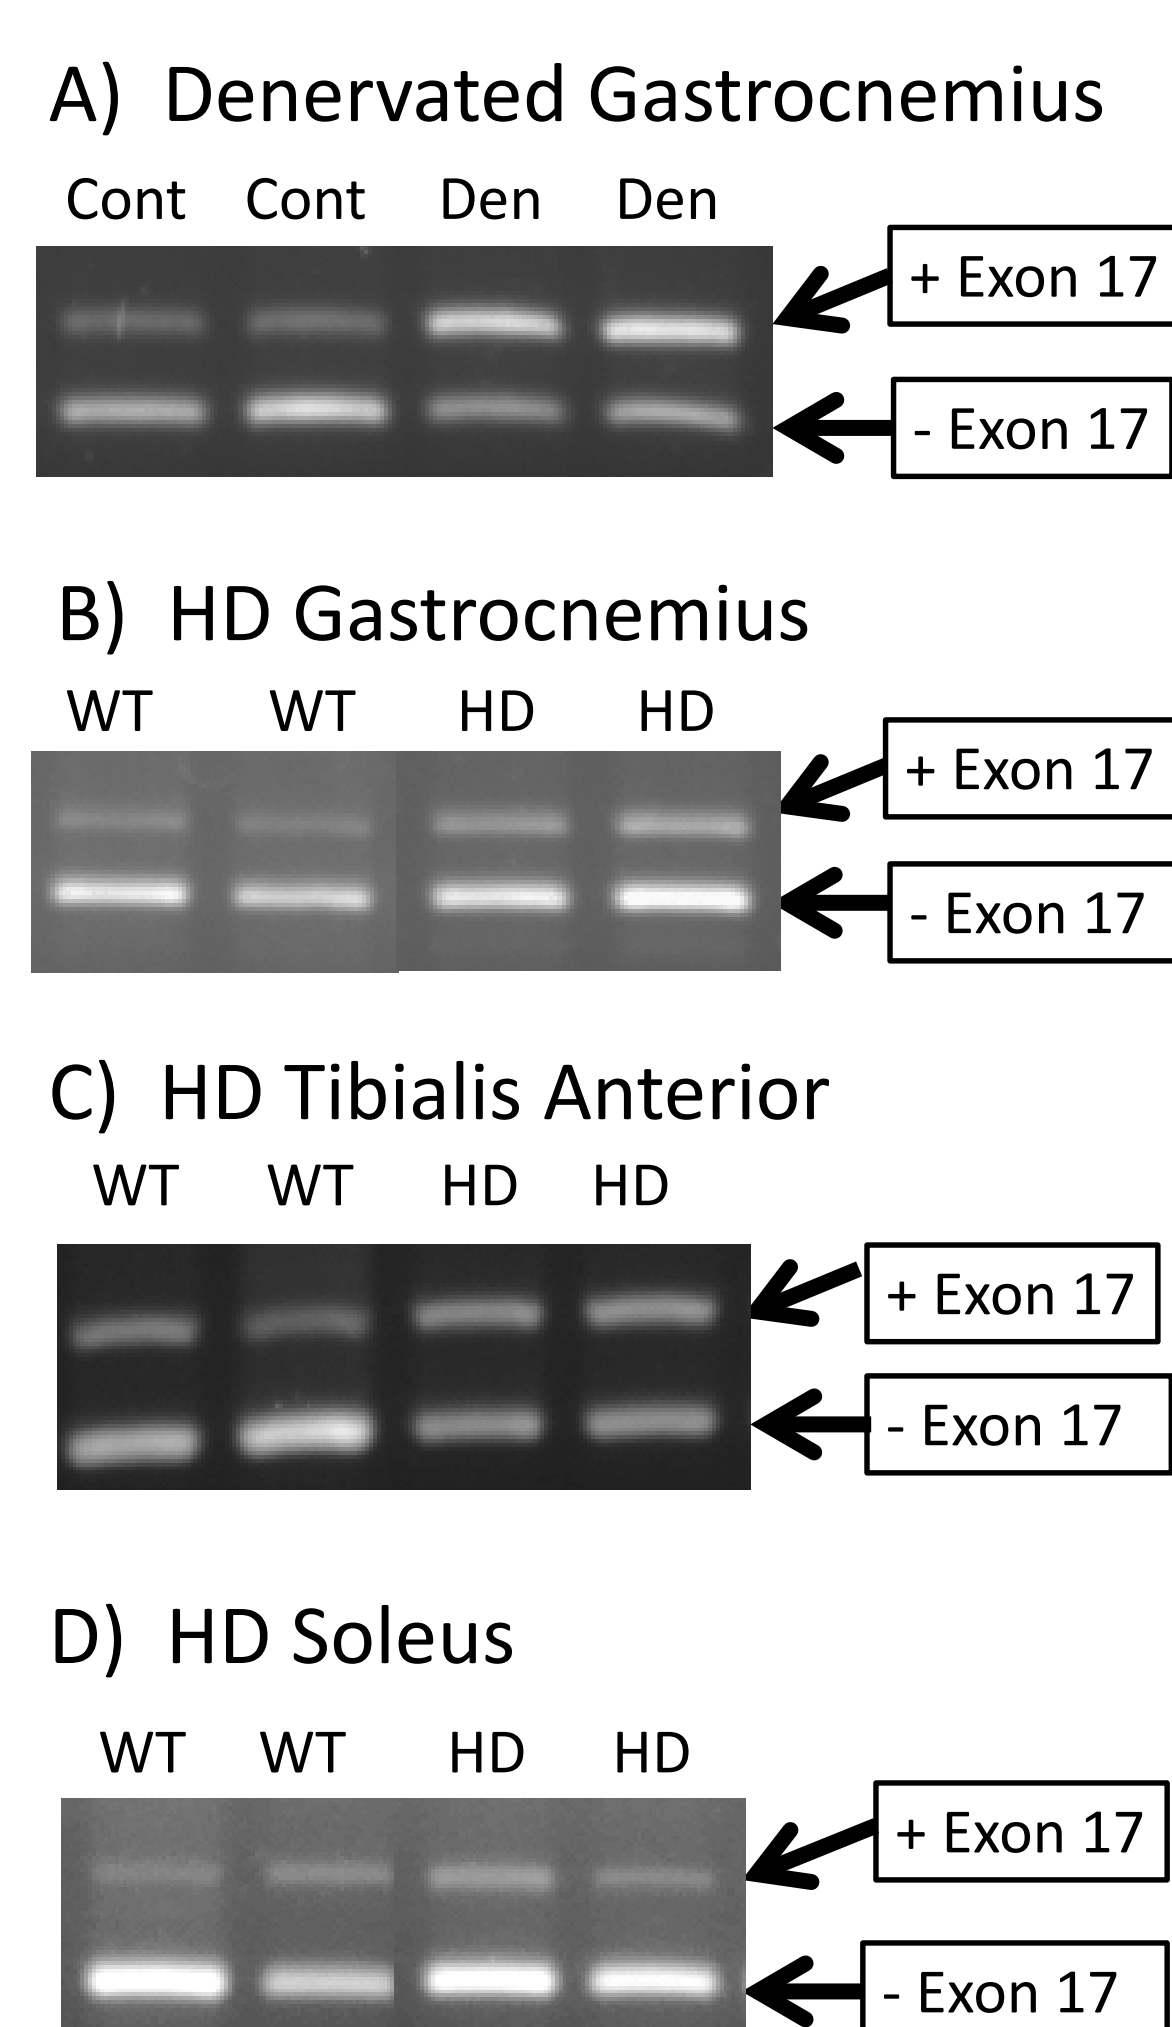 A) Denervated Gastrocnemius
Cont Cont Den Den
+ Exon 17
- Exon 17
B) HD Gastrocnemius
WT WT HD HD
+ Exon 17
- Exon 17
C) HD Tibialis Anterior
WT WT HD HD
+ Exon 17
- Exon 17
D) HD Soleus
WT WT HD HD
+ Exon 17
- Exon 17